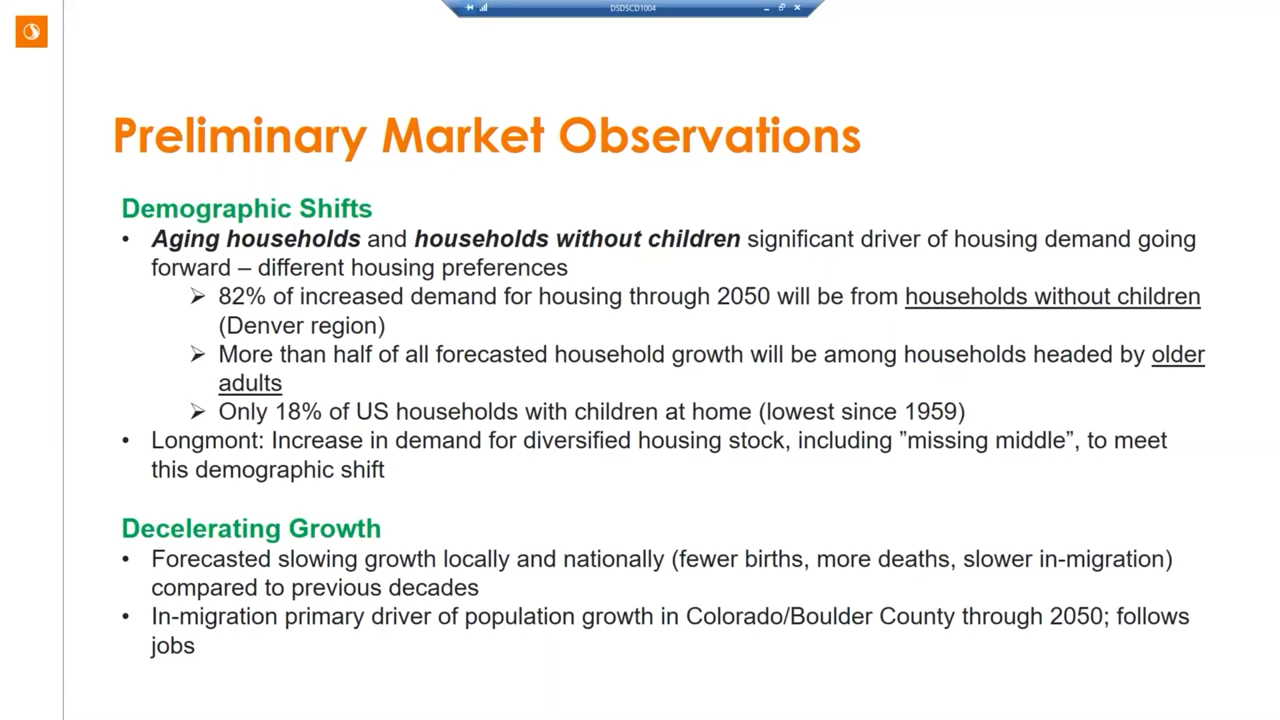 DSDSCD1004
Preliminary Market Observations
Demographic Shifts
• Aging households and households without children significant driver of housing demand going
forward – different housing preferences
➢ 82% of increased demand for housing through 2050 will be from households without children
(Denver region)
➢ More than half of all forecasted household growth will be among households headed by older
adults
➢ Only 18% of US households with children at home (lowest since 1959)
• Longmont: Increase in demand for diversified housing stock, including ”missing middle”, to meet
this demographic shift
Decelerating Growth
• Forecasted slowing growth locally and nationally (fewer births, more deaths, slower in-migration)
compared to previous decades
• In-migration primary driver of population growth in Colorado/Boulder County through 2050; follows
jobs